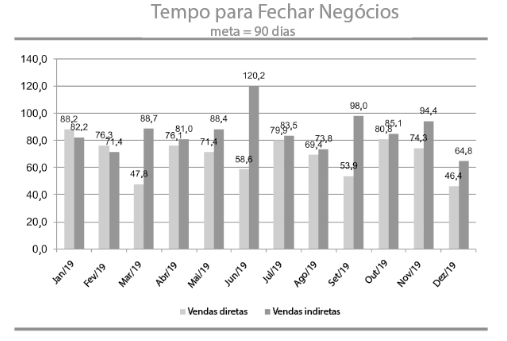 Tempo para Fechar Negócios
meta = 90 dias
140,0
120,0
100,0
80,0
60,0
40,0
20,0
0,0
88,2
82,2
76,3
71,4
47,8
88,7
76,1
81,0
71,4
88,4
58,6
120,2
79,9
83,5
69,4
73,8
53,9
98,0
80,8
85,1
74,3
94,4
46,4
64,8
Jan/19
Fev/19
Mar/19
Abr/19
Mai/19
Jun/19
Jul/19
Ago/19
Set/19
Out/19
Nov/19
Dez/19
Vendas diretas
Vendas indiretas